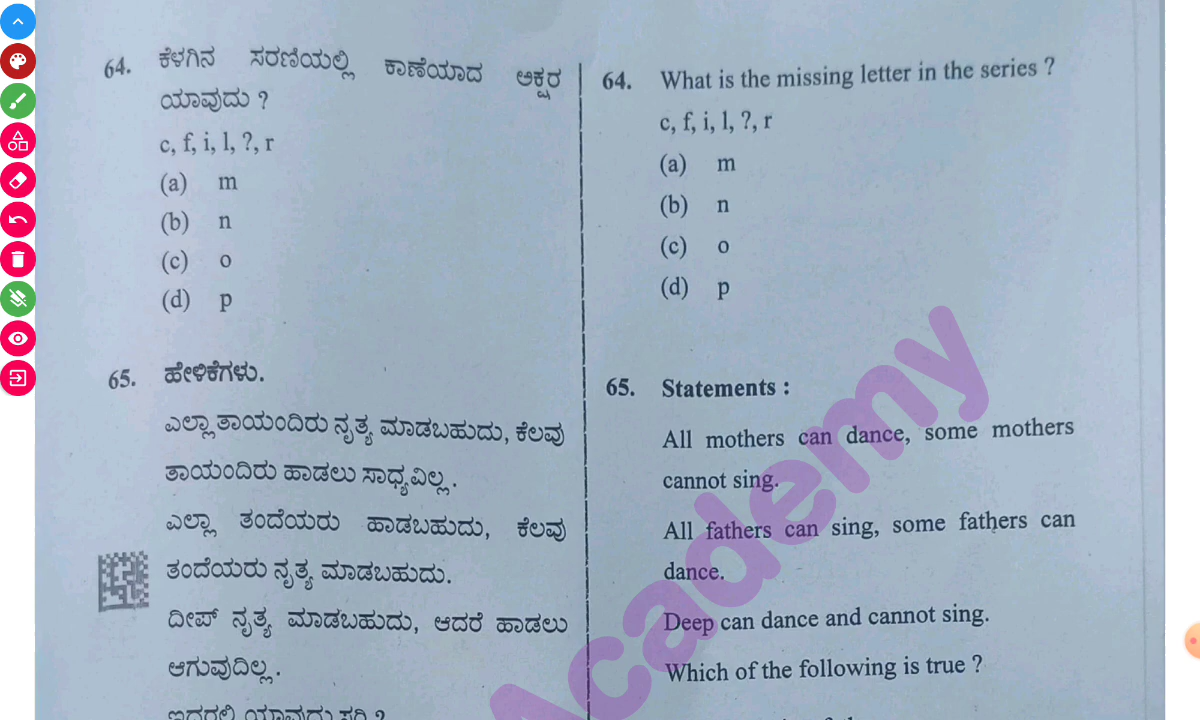 64. ಕೆಳಗಿನ ಸರಣಿಯಲ್ಲಿ ಕಾಣೆಯಾದ ಅಕ್ಷರ
ಯಾವುದು ?
c, f, i, l, ?, r
(a) m
(b) n
(c) o
(d) p
65. ಹೇಳಿಕೆಗಳು.
ಎಲ್ಲಾ ತಾಯಂದಿರು ನೃತ್ಯ ಮಾಡಬಹುದು, ಕೆಲವು
ತಾಯಂದಿರು ಹಾಡಲು ಸಾಧ್ಯವಿಲ್ಲ.
ಎಲ್ಲಾ ತಂದೆಯರು ಹಾಡಬಹುದು, ಕೆಲವು
ತಂದೆಯರು ನೃತ್ಯ ಮಾಡಬಹುದು.
ದೀಪ್ ನೃತ್ಯ ಮಾಡಬಹುದು, ಆದರೆ ಹಾಡಲು
ಆಗುವುದಿಲ್ಲ.
ಇದರಲ್ಲಿ ಯಾವುದು ಸರಿ ?
64. What is the missing letter in the series ?
c, f, i, l, ?, r
(a) m
(b) n
(c) o
(d) p
65. Statements :
All mothers can dance, some mothers
cannot sing.
All fathers can sing, some fathers can
dance.
Deep can dance and cannot sing.
Which of the following is true ?
Academy